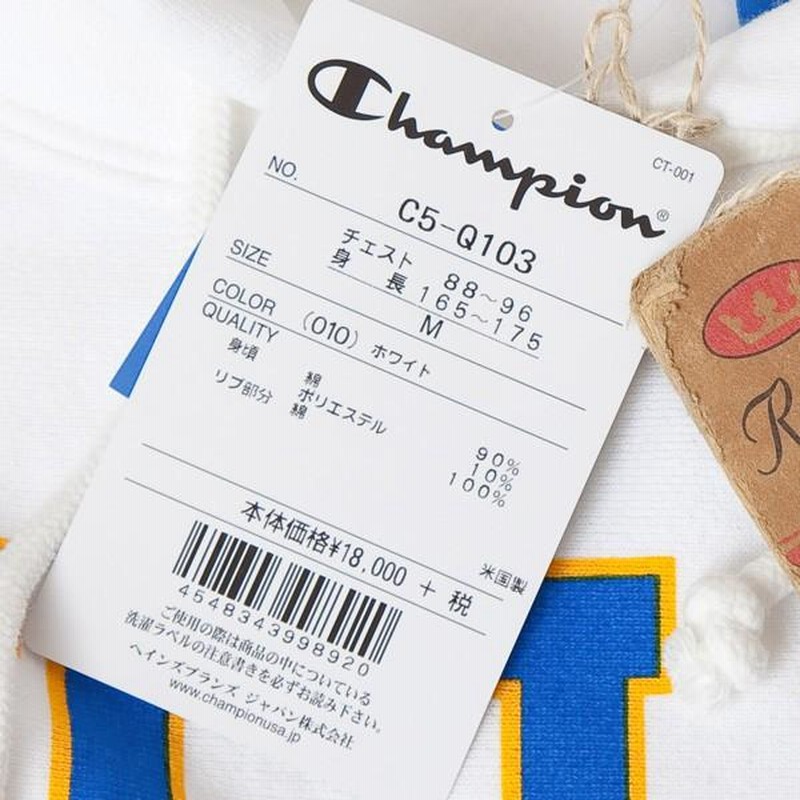 Champion®
CT-001
NO.
C5-Q103
SIZE
チェスト 88~96
身長 165~175
M
COLOR (010) ホワイト
QUALITY
身頃 綿 90%
ポリエステル 10%
リブ部分 綿 100%
本体価格¥18,000 + 税
米国製
4548343998920
ご使用の際は商品の中についている
洗濯ラベルの注意書きを必ずお読み下さい。
ヘインズブランズ ジャパン株式会社
www.championusa.jp
R